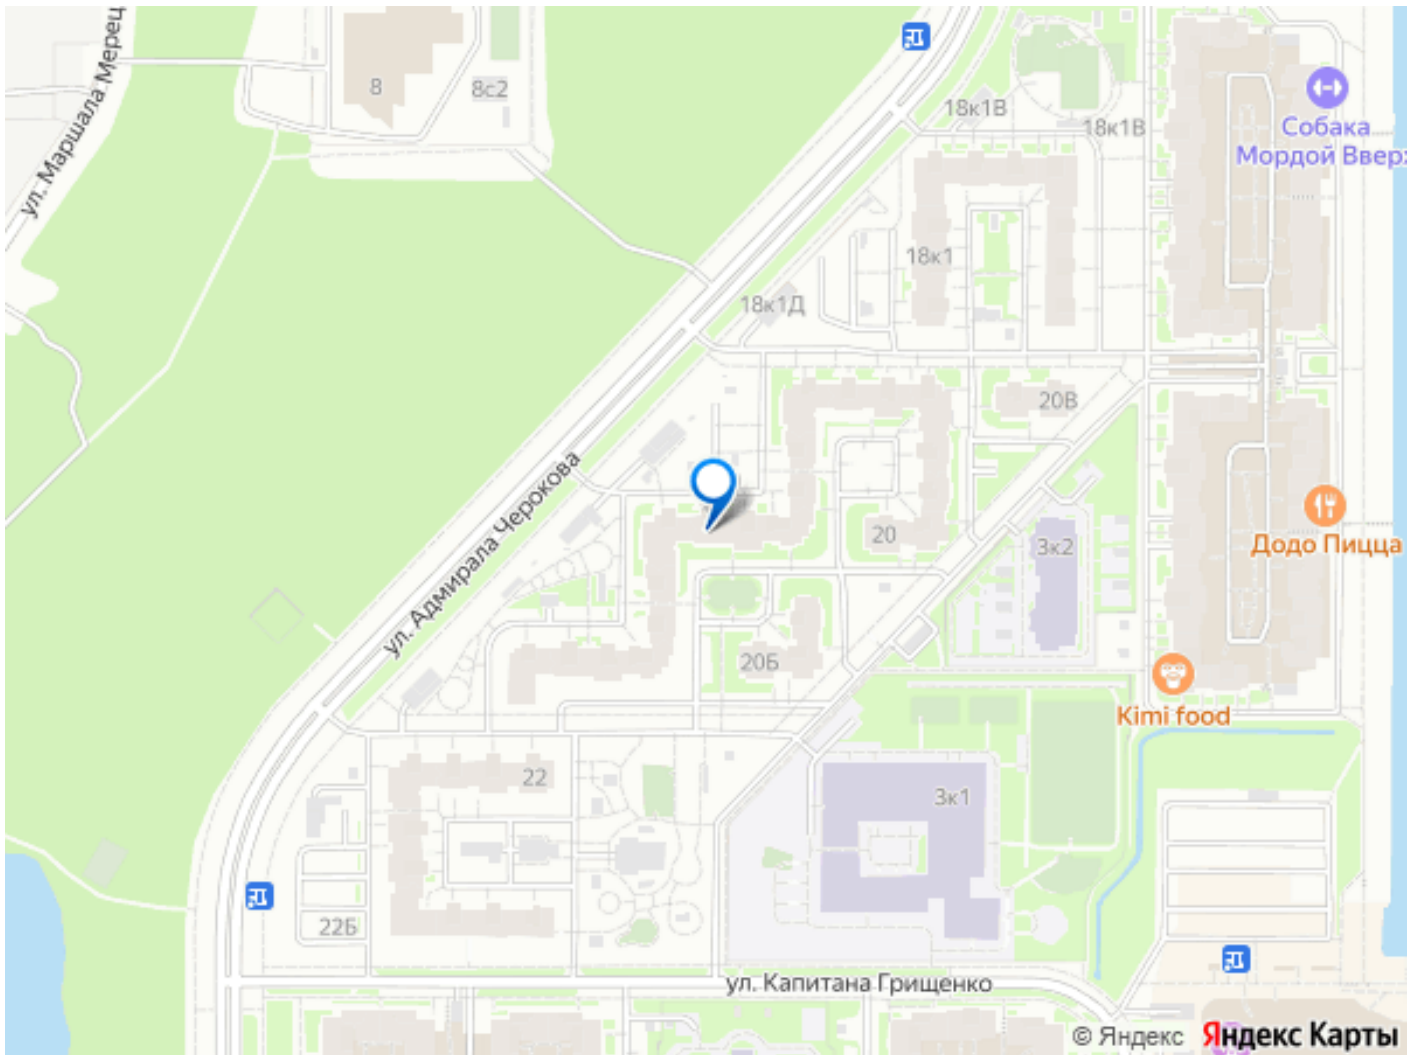 ул. Маршала Мерец
8
8с2
18к1В
18к1В
Собака
Мордой Вверх
18к1
18к1Д
20В
ул. Адмирала Черокова
20
3к2
Додо Пицца
20Б
Kimi food
22
3к1
22Б
ул. Капитана Грищенко
© Яндекс Яндекс Карты